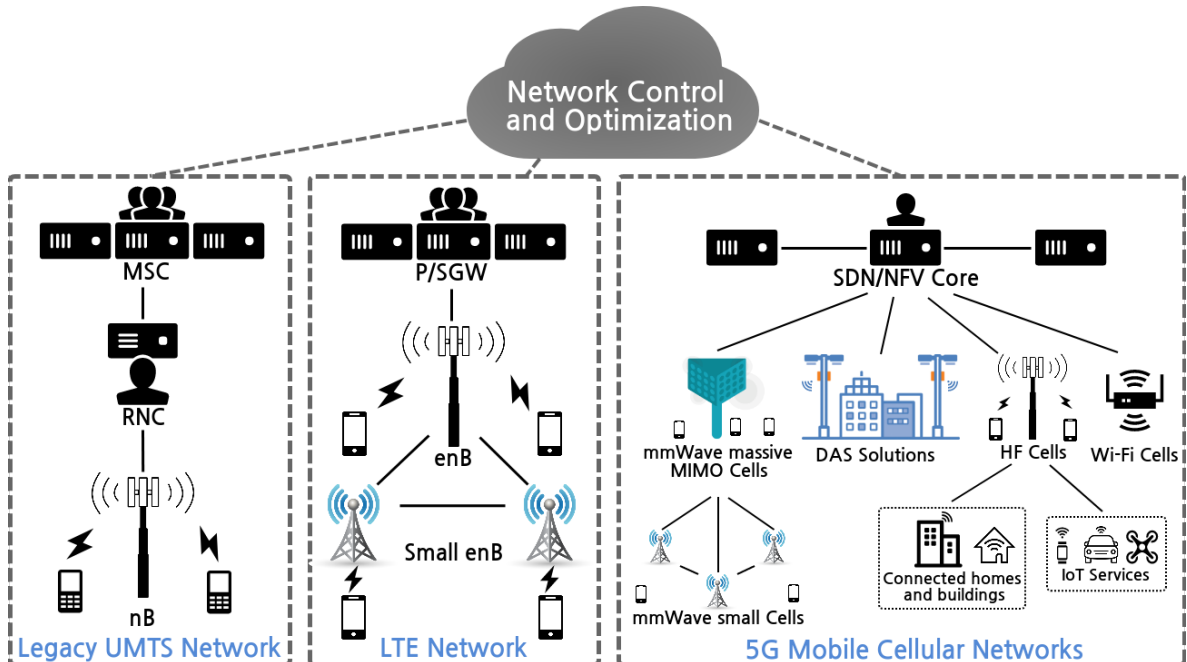 Network Control
and Optimization
MSC
RNC
nB
Legacy UMTS Network
P/SGW
enB
Small enB
LTE Network
SDN/NFV Core
mmWave massive
MIMO Cells
DAS Solutions
HF Cells
Wi-Fi Cells
mmWave small Cells
Connected homes
and buildings
IoT Services
5G Mobile Cellular Networks